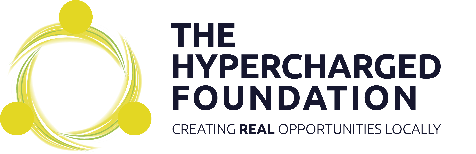 THE
HYPERCHARGED
FOUNDATION
CREATING REAL OPPORTUNITIES LOCALLY